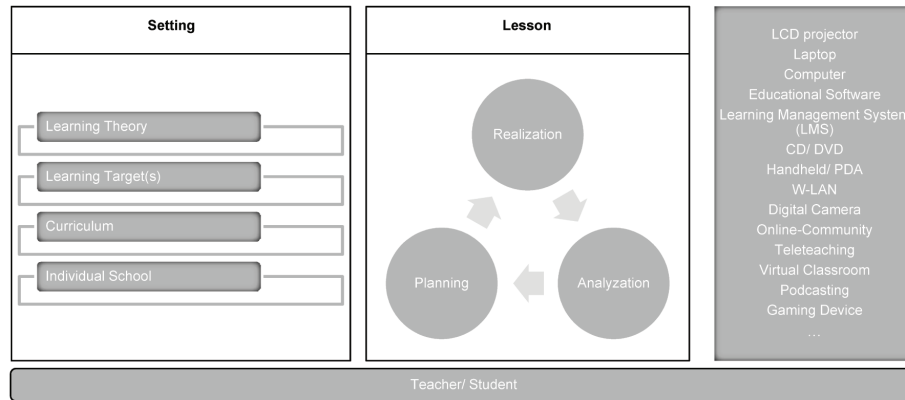 Setting
Learning Theory
Learning Target(s)
Curriculum
Individual School
Lesson
Realization
Planning
Analyzation
LCD projector
Laptop
Computer
Educational Software
Learning Management System
(LMS)
CD/ DVD
Handheld/ PDA
W-LAN
Digital Camera
Online-Community
Teleteaching
Virtual Classroom
Podcasting
Gaming Device
…
Teacher/ Student